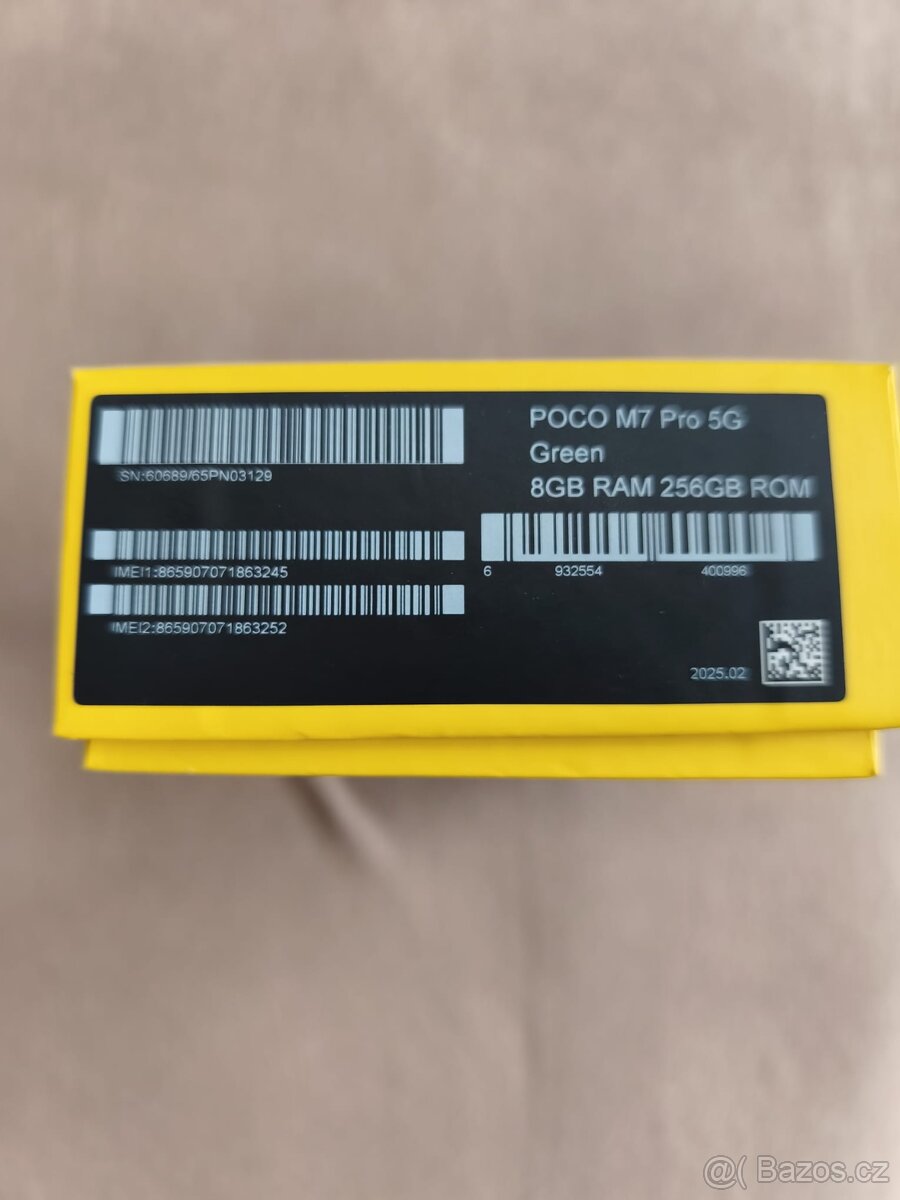 SN:60689/65PN03129
IMEI1:865907071863245
IMEI2:865907071863252
POCO M7 Pro 5G
Green
8GB RAM 256GB ROM
6 932554 400996
2025.02
@( Bazos.cz